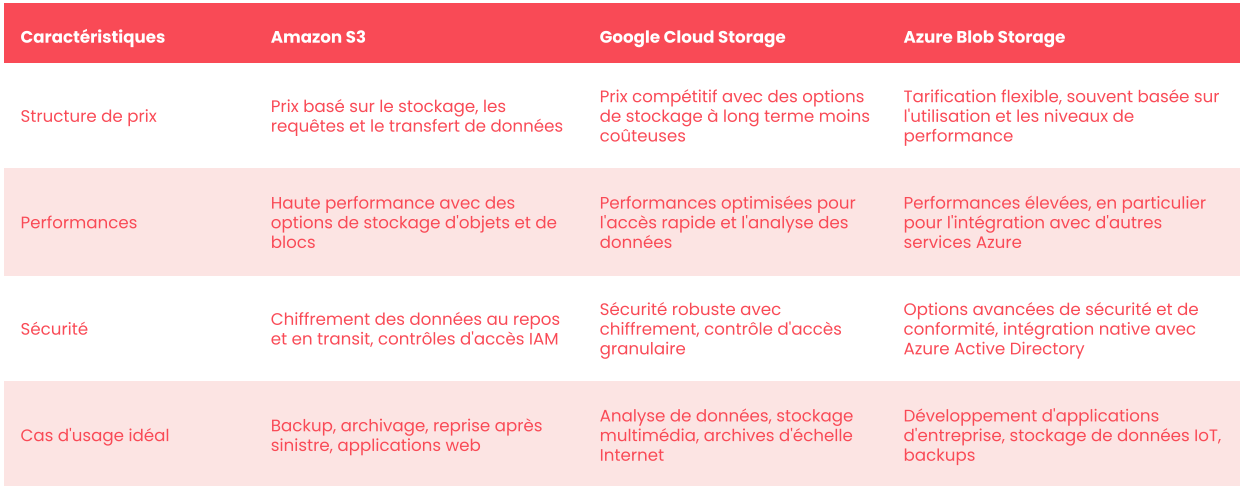 Caractéristiques
Amazon S3
Google Cloud Storage
Azure Blob Storage
Structure de prix
Prix basé sur le stockage, les
requêtes et le transfert de données
Prix compétitif avec des options
de stockage à long terme moins
coûteuses
Tarification flexible, souvent basée sur
l'utilisation et les niveaux de
performance
Performances
Haute performance avec des
options de stockage d'objets et de
blocs
Performances optimisées pour
l'accès rapide et l'analyse des
données
Performances élevées, en particulier
pour l'intégration avec d'autres
services Azure
Sécurité
Chiffrement des données au repos
et en transit, contrôles d'accès IAM
Sécurité robuste avec
chiffrement, contrôle d'accès
granulaire
Options avancées de sécurité et de
conformité, intégration native avec
Azure Active Directory
Cas d'usage idéal
Backup, archivage, reprise après
sinistre, applications web
Analyse de données, stockage
multimédia, archives d'échelle
Internet
Développement d'applications
d'entreprise, stockage de données IoT,
backups